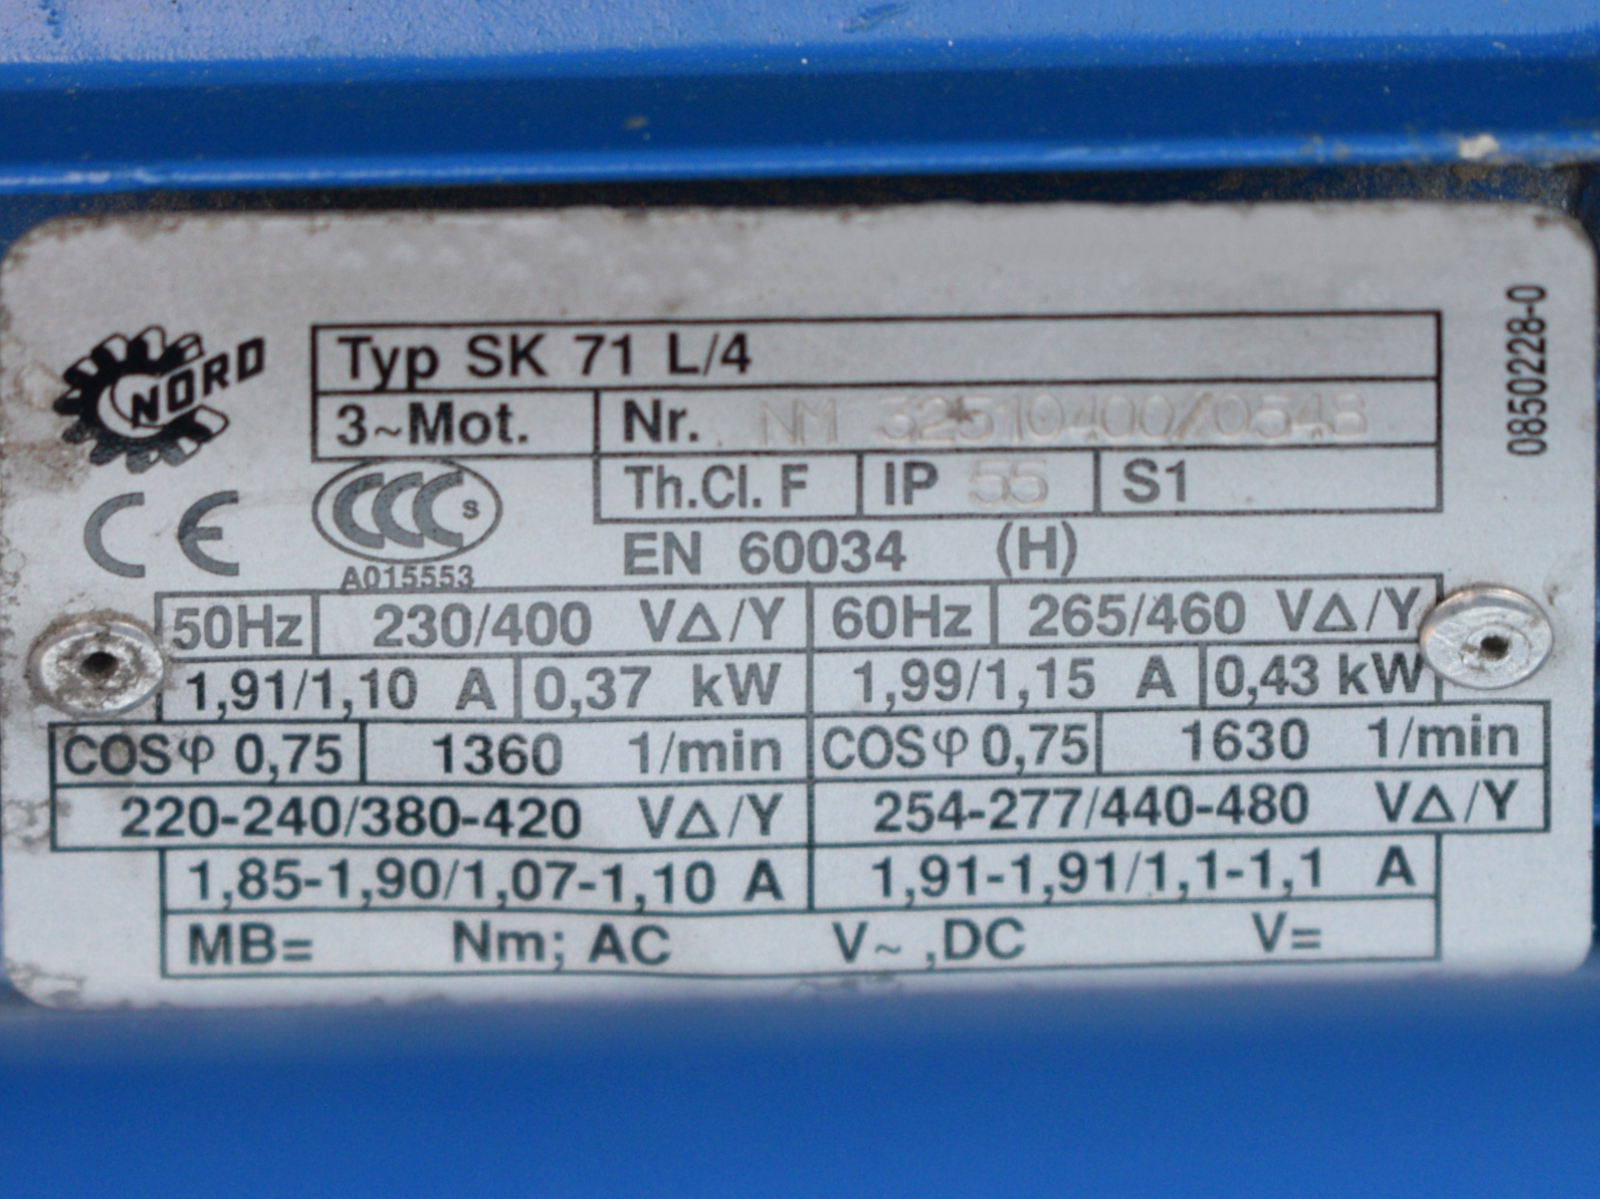 NORD
Typ SK 71 L/4
3~Mot. Nr. NM 32510400/0548
Th.Cl. F IP 55 S1
CE CCC S
A015553
EN 60034 (H)
50Hz 230/400 VΔ/Y 60Hz 265/460 VΔ/Y
1,91/1,10 A 0,37 kW 1,99/1,15 A 0,43 kW
COSφ 0,75 1360 1/min COSφ 0,75 1630 1/min
220-240/380-420 VΔ/Y 254-277/440-480 VΔ/Y
1,85-1,90/1,07-1,10 A 1,91-1,91/1,1-1,1 A
MB= Nm; AC V~ ,DC V=
0850228-0